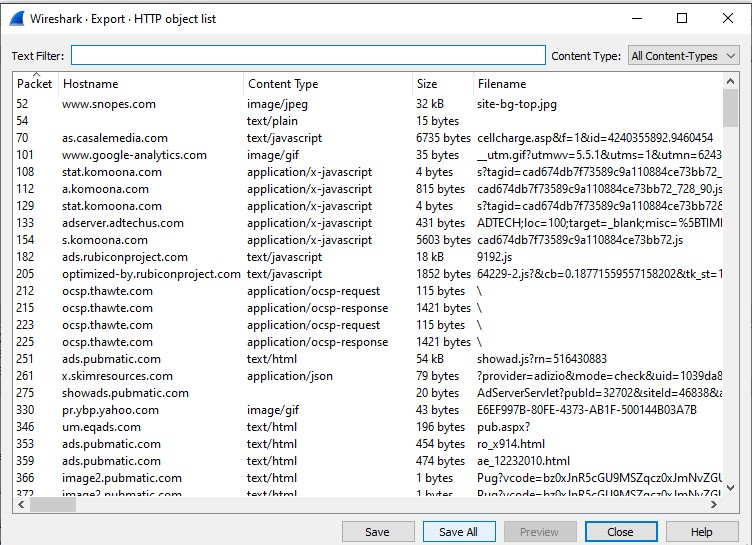 Wireshark · Export · HTTP object list
Text Filter: Content Type: All Content-Types
Packet Hostname Content Type Size Filename
52 www.snopes.com image/jpeg 32 kB site-bg-top.jpg
54 text/plain 15 bytes
70 as.casalemedia.com text/javascript 6735 bytes cellcharge.asp&f=1&id=4240355892.9460454
101 www.google-analytics.com image/gif 35 bytes __utm.gif?utmwv=5.5.1&utms=1&utmn=6243
108 stat.komoona.com application/x-javascript 4 bytes s?tagid=cad674db7f73589c9a110884ce73bb72_
112 a.komoona.com application/x-javascript 815 bytes cad674db7f73589c9a110884ce73bb72_728_90.js
129 stat.komoona.com application/x-javascript 4 bytes s?tagid=cad674db7f73589c9a110884ce73bb72&
133 adserver.adtechus.com application/x-javascript 431 bytes ADTECH;loc=100;target=_blank;misc=%5BTIM
154 s.komoona.com application/x-javascript 5603 bytes cad674db7f73589c9a110884ce73bb72.js
182 ads.rubiconproject.com text/javascript 18 kB 9192.js
205 optimized-by.rubiconproject.com text/javascript 1852 bytes 64229-2.js?&cb=0.18771559557158202&tk_st=1
212 ocsp.thawte.com application/ocsp-request 115 bytes \
215 ocsp.thawte.com application/ocsp-response 1421 bytes \
223 ocsp.thawte.com application/ocsp-request 115 bytes \
225 ocsp.thawte.com application/ocsp-response 1421 bytes \
251 ads.pubmatic.com text/html 54 kB showad.js?rn=516430883
261 x.skimresources.com application/json 79 bytes ?provider=adizio&mode=check&uid=1039da8
275 showads.pubmatic.com 20 bytes AdServerServlet?pubId=32702&siteId=46838&
330 pr.ybp.yahoo.com image/gif 43 bytes E6EF997B-80FE-4373-AB1F-500144B03A7B
346 um.eqads.com text/html 196 bytes pub.aspx?
353 ads.pubmatic.com text/html 454 bytes ro_x914.html
359 ads.pubmatic.com text/html 474 bytes ae_12232010.html
366 image2.pubmatic.com text/html 1 bytes Pug?vcode=bz0xJnR5cGU9MSZqcz0xJmNvZGU
372 image2.pubmatic.com text/html 1 bytes Pug?vcode=bz0xJnR5cGU9MSZqcz0xJmNvZGU
Save Save All Preview Close Help